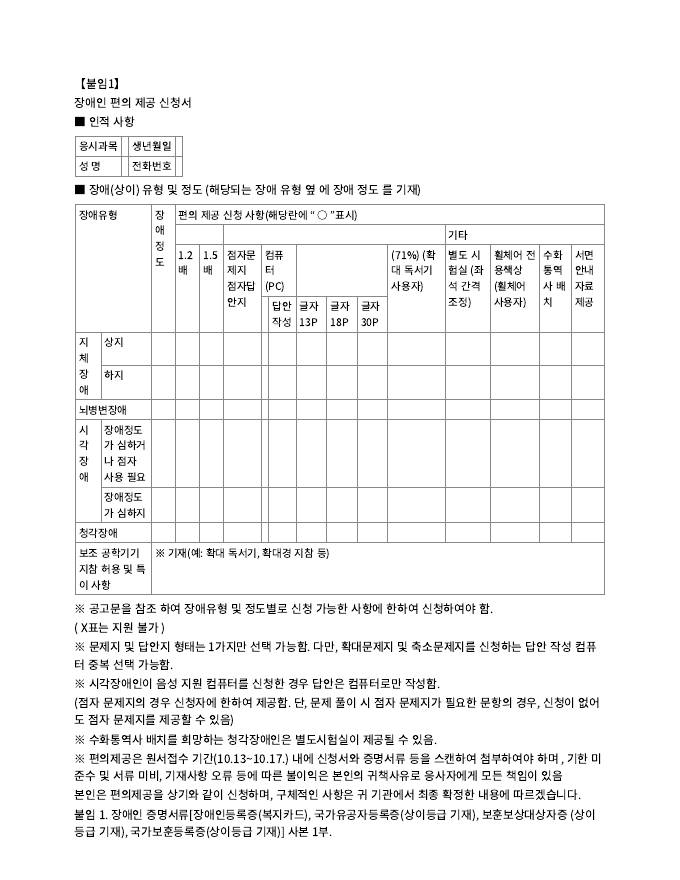 【붙임1】
장애인 편의 제공 신청서
■ 인적 사항
응시과목 생년월일
성 명 전화번호
■ 장애(상이) 유형 및 정도 (해당되는 장애 유형 옆 에 장애 정도 를 기재)
장애유형
장
애
정
도
편의 제공 신청 사항(해당란에 “ ○ ”표시)
기타
1.2
배
1.5
배
점자문
제지
점자답
안지
컴퓨
터
(PC)
(71%) (확
대 독서기
사용자)
별도 시
험실 (좌
석 간격
조정)
휠체어 전
용책상
(휠체어
사용자)
수화
통역
사 배
치
서면
안내
자료
제공
답안
작성
글자
13P
글자
18P
글자
30P
지
체
장
애
상지
하지
뇌병변장애
시
각
장
애
장애정도
가 심하거
나 점자
사용 필요
장애정도
가 심하지
청각장애
보조 공학기기
지참 허용 및 특
이 사항
※ 기재(예: 확대 독서기, 확대경 지참 등)
※ 공고문을 참조 하여 장애유형 및 정도별로 신청 가능한 사항에 한하여 신청하여야 함.
( X표는 지원 불가 )
※ 문제지 및 답안지 형태는 1가지만 선택 가능함. 다만, 확대문제지 및 축소문제지를 신청하는 답안 작성 컴퓨
터 중복 선택 가능함.
※ 시각장애인이 음성 지원 컴퓨터를 신청한 경우 답안은 컴퓨터로만 작성함.
(점자 문제지의 경우 신청자에 한하여 제공함. 단, 문제 풀이 시 점자 문제지가 필요한 문항의 경우, 신청이 없어
도 점자 문제지를 제공할 수 있음)
※ 수화통역사 배치를 희망하는 청각장애인은 별도시험실이 제공될 수 있음.
※ 편의제공은 원서접수 기간(10.13~10.17.) 내에 신청서와 증명서류 등을 스캔하여 첨부하여야 하며 , 기한 미
준수 및 서류 미비, 기재사항 오류 등에 따른 불이익은 본인의 귀책사유로 응사자에게 모든 책임이 있음
본인은 편의제공을 상기와 같이 신청하며, 구체적인 사항은 귀 기관에서 최종 확정한 내용에 따르겠습니다.
붙임 1. 장애인 증명서류[장애인등록증(복지카드), 국가유공자등록증(상이등급 기재), 보훈보상대상자증 (상이
등급 기재), 국가보훈등록증(상이등급 기재)] 사본 1부.